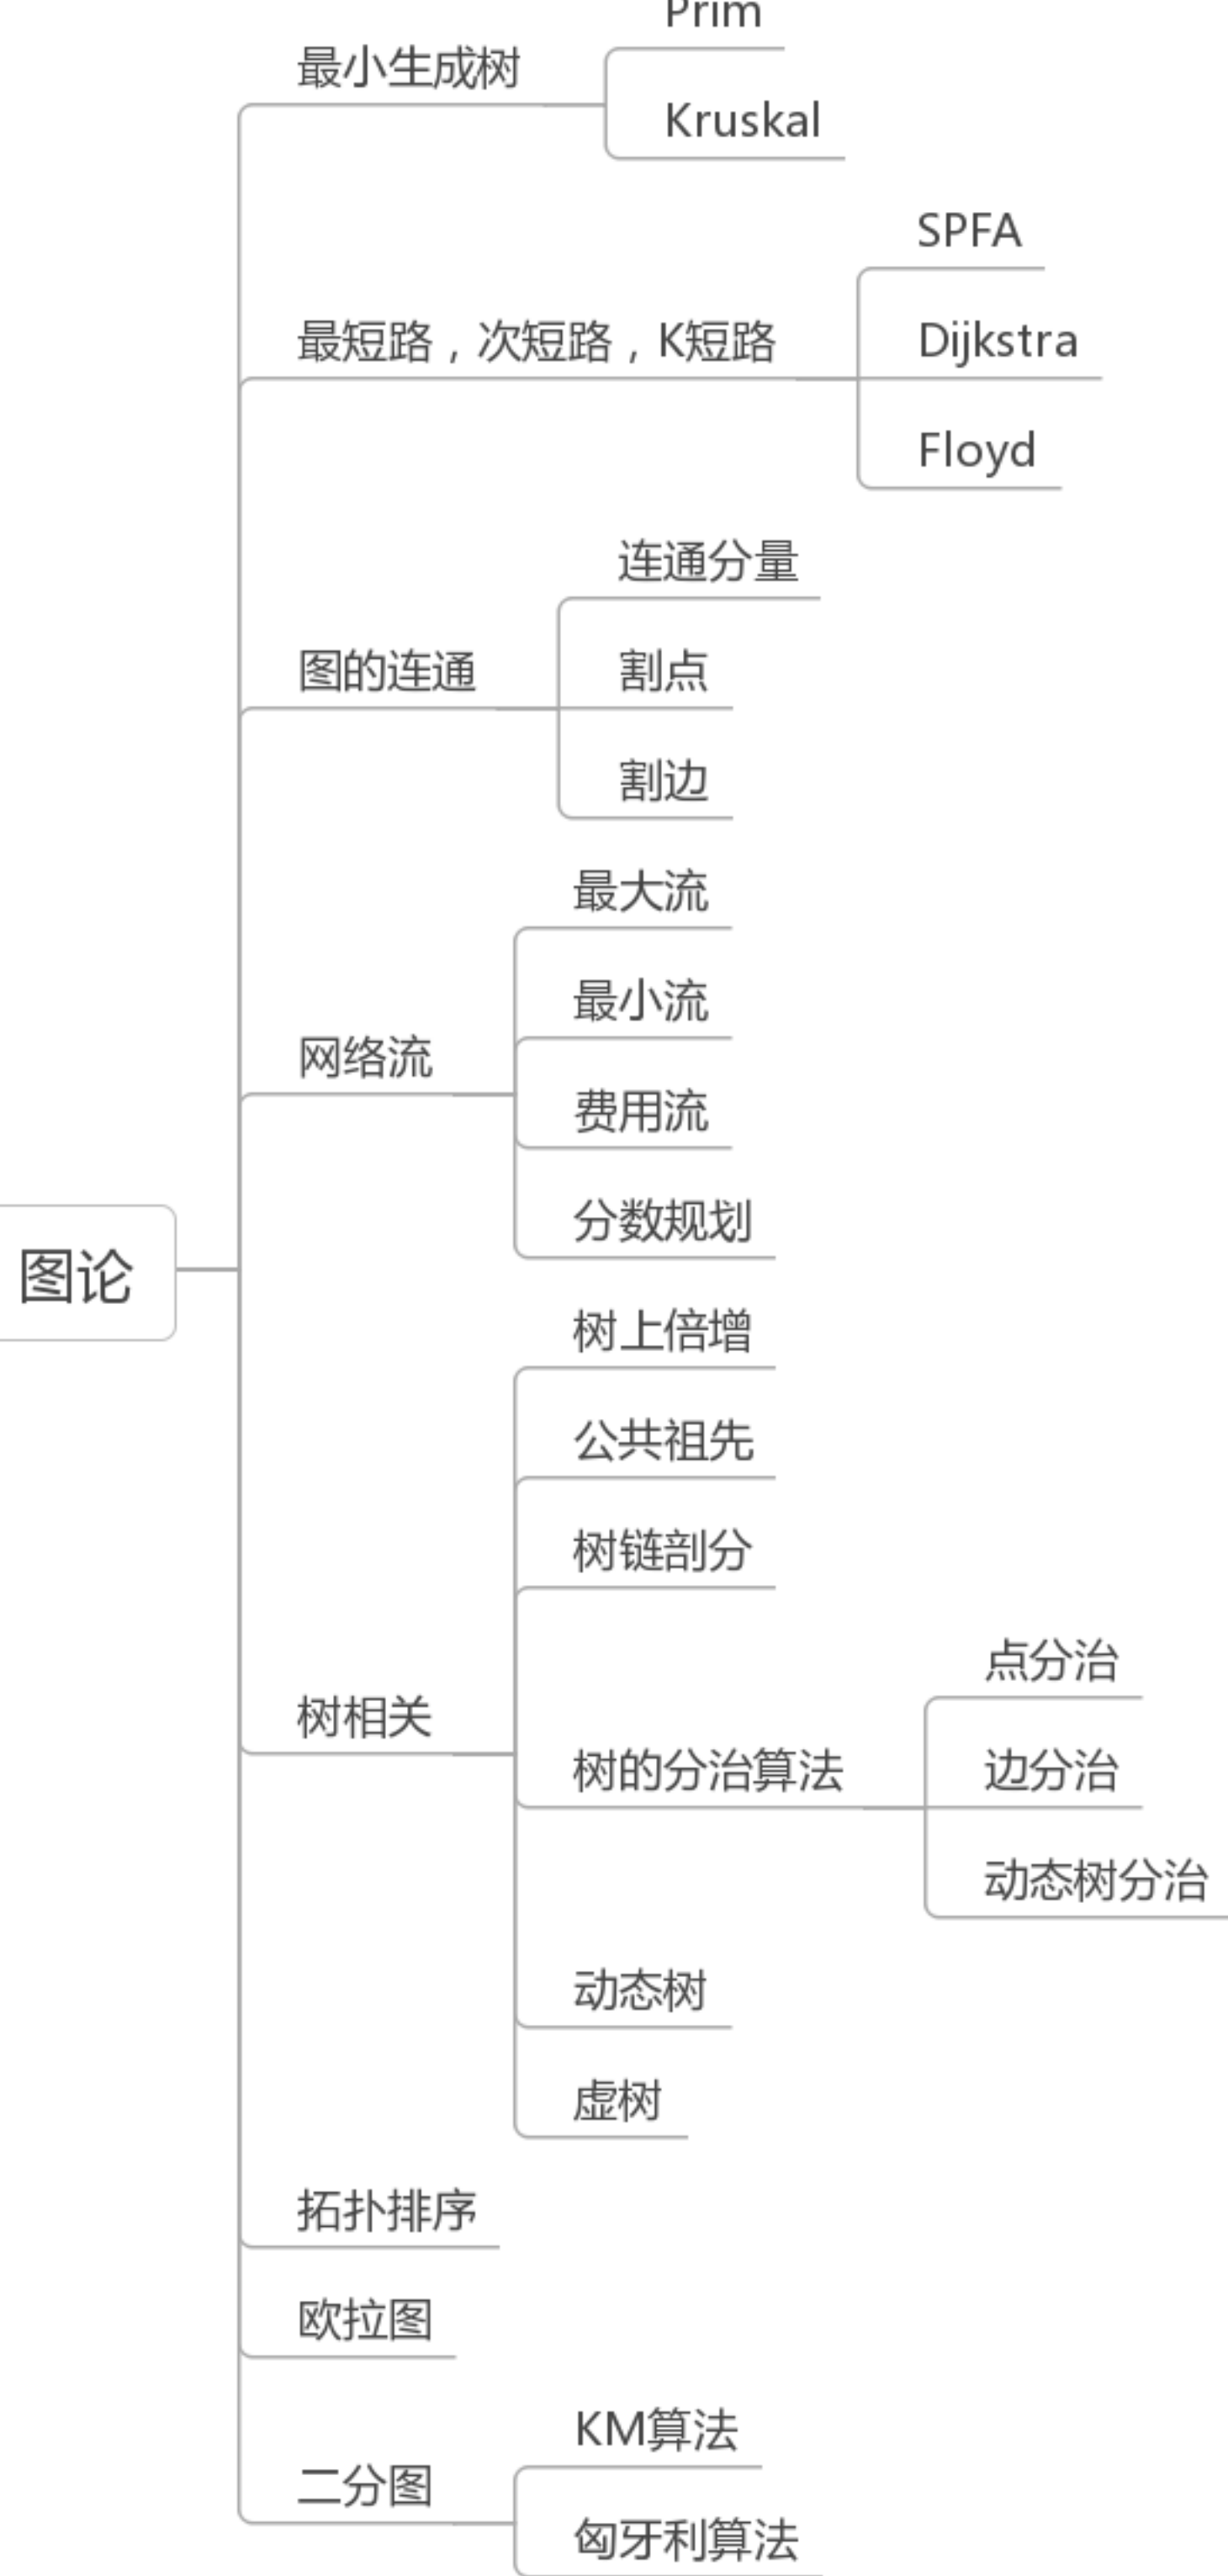 图论
最小生成树
Prim
Kruskal
最短路，次短路，K短路
SPFA
Dijkstra
Floyd
图的连通
连通分量
割点
割边
网络流
最大流
最小流
费用流
分数规划
树相关
树上倍增
公共祖先
树链剖分
树的分治算法
点分治
边分治
动态树分治
动态树
虚树
拓扑排序
欧拉图
二分图
KM算法
匈牙利算法